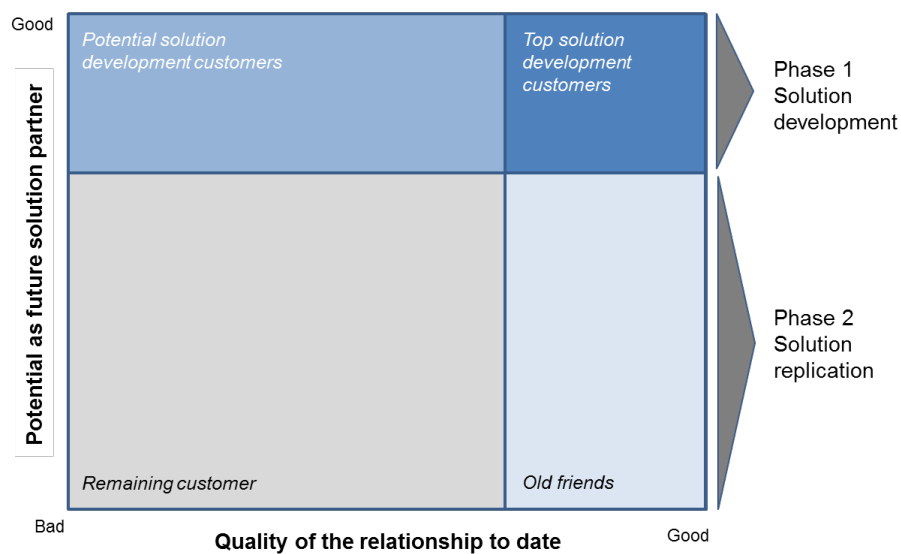 Good
Potential as future solution partner
Potential solution
development customers
Top solution
development
customers
Phase 1
Solution
development
Phase 2
Solution
replication
Remaining customer
Old friends
Bad
Quality of the relationship to date
Good